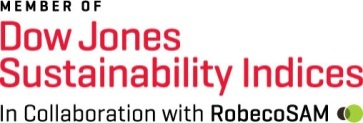 MEMBER OF
Dow Jones
Sustainability Indices
In Collaboration with RobecoSAM